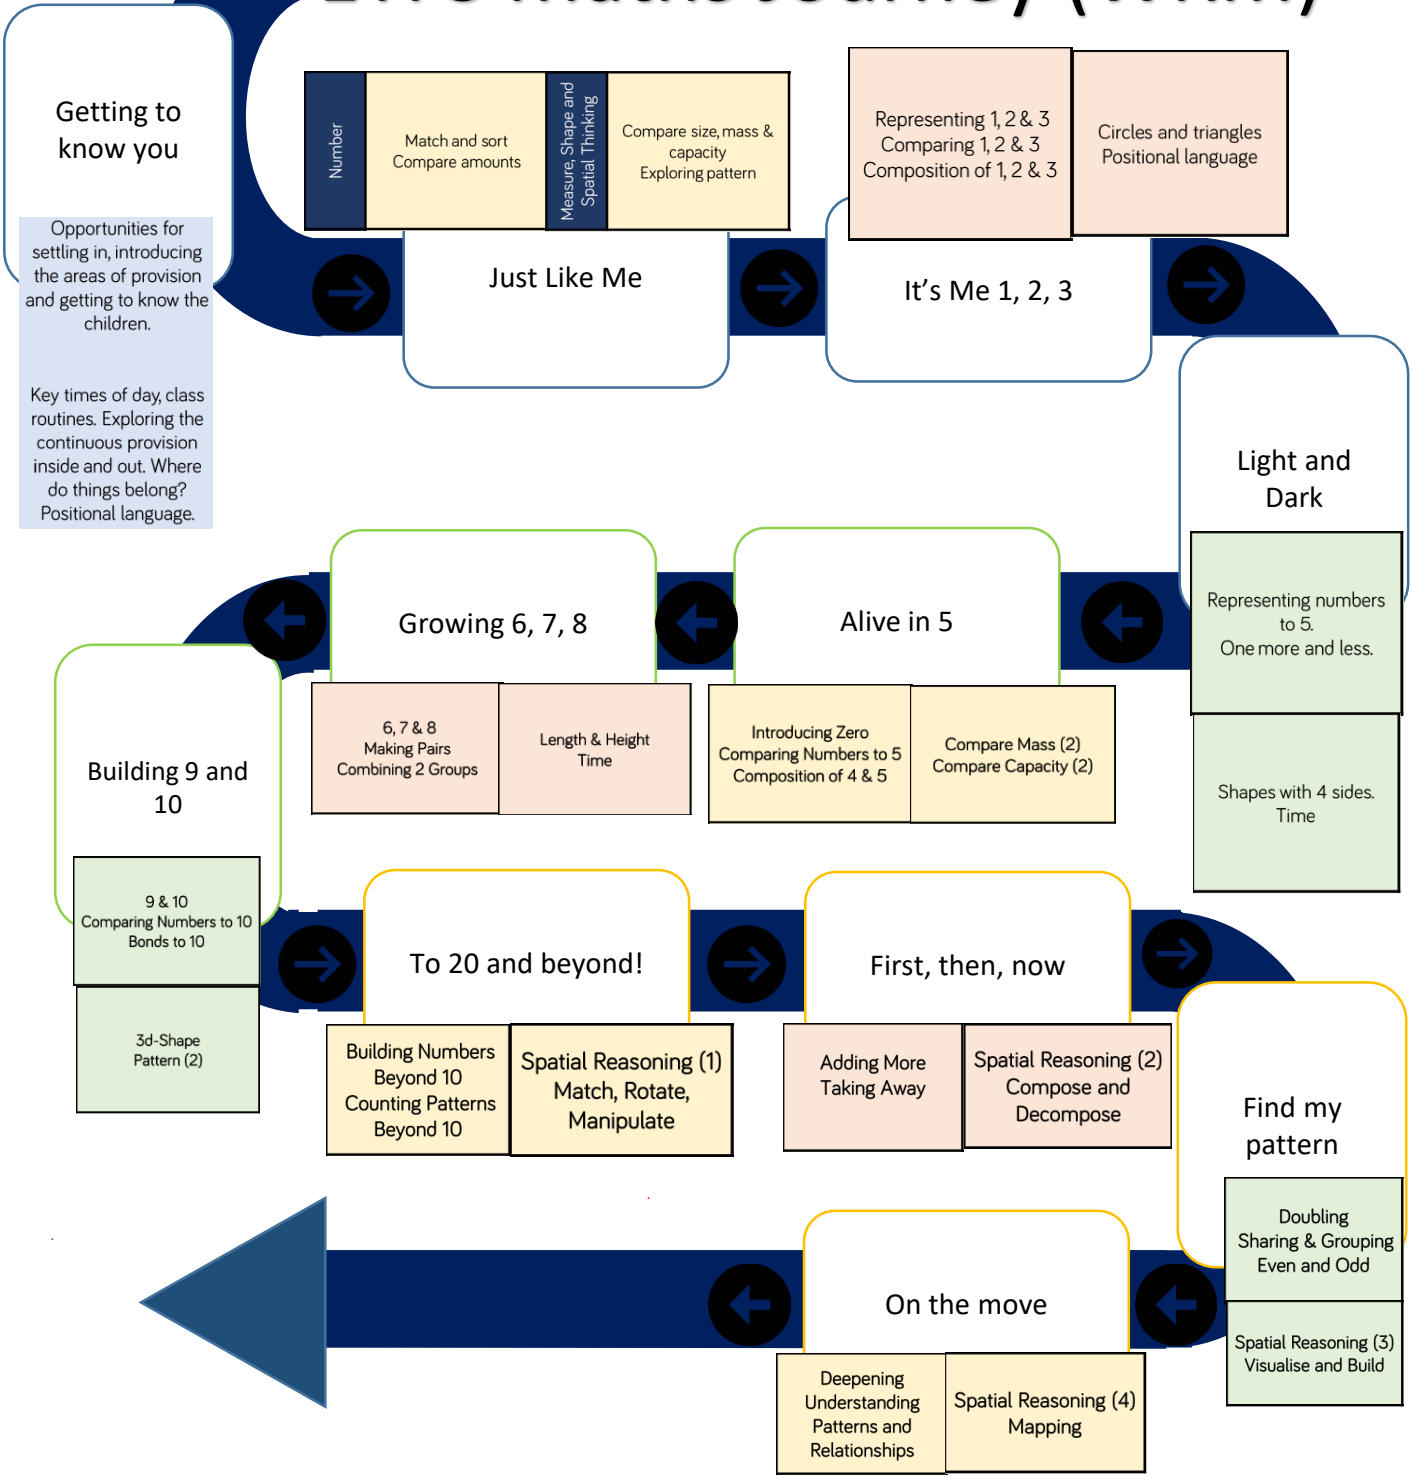 EYFS Maths Journey (WRM)
Getting to
know you
Opportunities for
settling in, introducing
the areas of provision
and getting to know the
children.
Key times of day, class
routines. Exploring the
continuous provision
inside and out. Where
do things belong?
Positional language.
Number
Match and sort
Compare amounts
Measure, Shape and
Spatial Thinking
Compare size, mass &
capacity
Exploring pattern
Just Like Me
Representing 1, 2 & 3
Comparing 1, 2 & 3
Composition of 1, 2 & 3
Circles and triangles
Positional language
It's Me 1, 2, 3
Light and
Dark
Representing numbers
to 5.
One more and less.
Shapes with 4 sides.
Time
Alive in 5
Introducing Zero
Comparing Numbers to 5
Composition of 4 & 5
Compare Mass (2)
Compare Capacity (2)
Growing 6, 7, 8
6, 7 & 8
Making Pairs
Combining 2 Groups
Length & Height
Time
Building 9 and
10
9 & 10
Comparing Numbers to 10
Bonds to 10
3d-Shape
Pattern (2)
To 20 and beyond!
Building Numbers
Beyond 10
Counting Patterns
Beyond 10
Spatial Reasoning (1)
Match, Rotate,
Manipulate
First, then, now
Adding More
Taking Away
Spatial Reasoning (2)
Compose and
Decompose
Find my
pattern
Doubling
Sharing & Grouping
Even and Odd
Spatial Reasoning (3)
Visualise and Build
On the move
Deepening
Understanding
Patterns and
Relationships
Spatial Reasoning (4)
Mapping